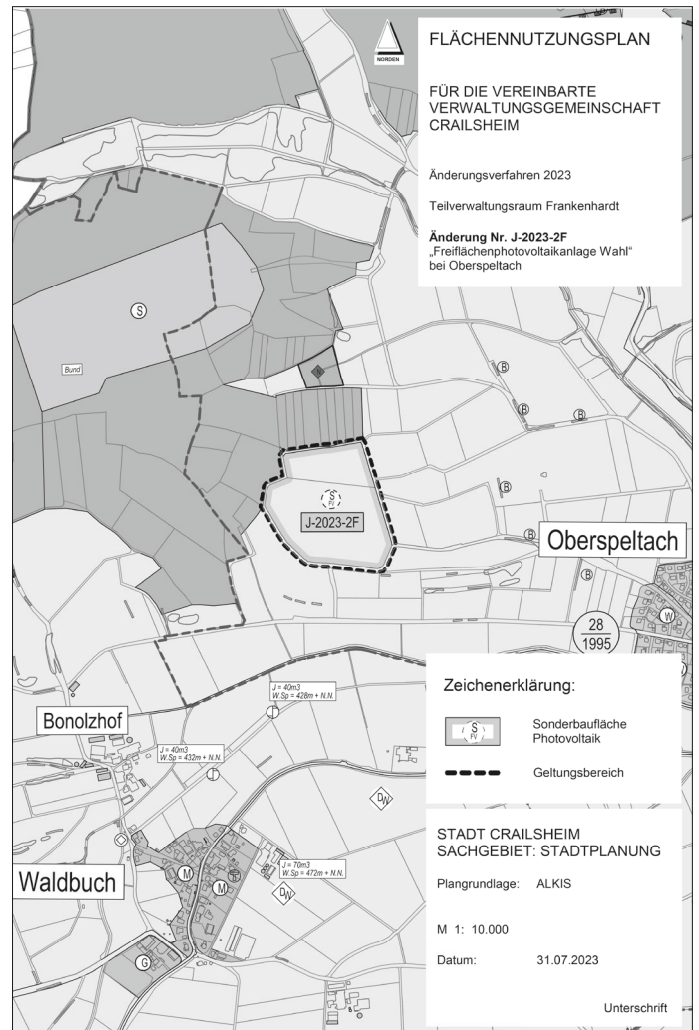 NORDEN
FLÄCHENNUTZUNGSPLAN
FÜR DIE VEREINBARTE
VERWALTUNGSGEMEINSCHAFT
CRAILSHEIM
Änderungsverfahren 2023
Teilverwaltungsraum Frankenhardt
Änderung Nr. J-2023-2F
„Freiflächenphotovoltaikanlage Wahl"
bei Oberspeltach
S
Bund
N
B
B
B
S
FV
J-2023-2F
B
B
Oberspeltach
B
W
28
1995
J = 40m3
W.Sp = 428m + N.N.
Bonolzhof
J = 40m3
W.Sp = 432m + N.N.
DW
J = 70m3
W.Sp = 472m + N.N.
Waldbuch
M
M
DW
G
Zeichenerklärung:
S
FV
Sonderbaufläche
Photovoltaik
Geltungsbereich
STADT CRAILSHEIM
SACHGEBIET: STADTPLANUNG
Plangrundlage: ALKIS
M 1: 10.000
Datum: 31.07.2023
Unterschrift